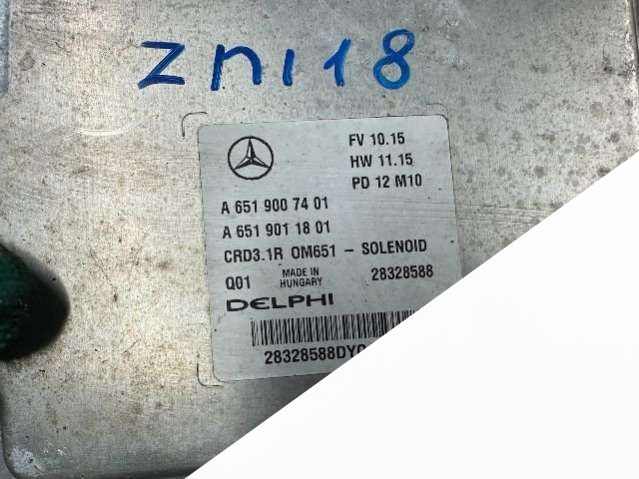 ZMI18
FV 10.15
HW 11.15
PD 12 M10
A 651 900 74 01
A 651 901 18 01
CRD3.1R OM651 - SOLENOID
Q01 MADE IN HUNGARY 28328588
DELPHI